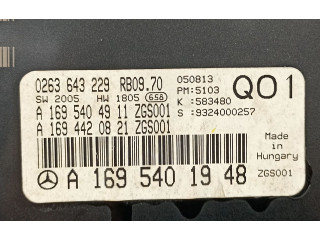 0263 643 229 RB09.70
050813
SW 2005 HW 1805 658
PM:5103
Q01
A 169 540 49 11 ZGS001
K : 583480
A 169 442 08 21 ZGS001
S : 9324000257
Made in Hungary
A 169 540 19 48
ZGS001